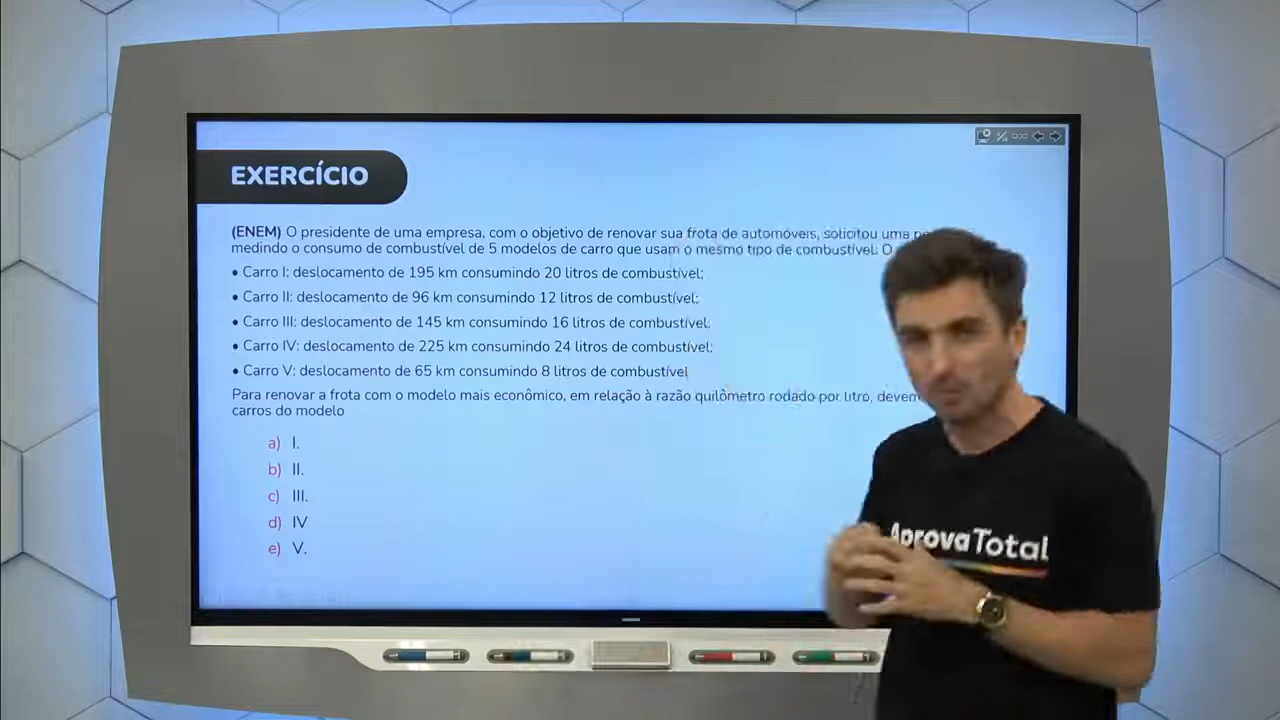 EXERCÍCIO
(ENEM) O presidente de uma empresa, com o objetivo de renovar sua frota de automóveis, solicitou uma
medindo o consumo de combustível de 5 modelos de carro que usam o mesmo tipo de combustível. O
• Carro I: deslocamento de 195 km consumindo 20 litros de combustível;
• Carro II: deslocamento de 96 km consumindo 12 litros de combustível;
• Carro III: deslocamento de 145 km consumindo 16 litros de combustível;
• Carro IV: deslocamento de 225 km consumindo 24 litros de combustível;
• Carro V: deslocamento de 65 km consumindo 8 litros de combustível
Para renovar a frota com o modelo mais econômico, em relação à razão quilômetro rodado por litro,
carros do modelo
a) I.
b) II.
c) III.
d) IV
e) V.
AprovaTotal